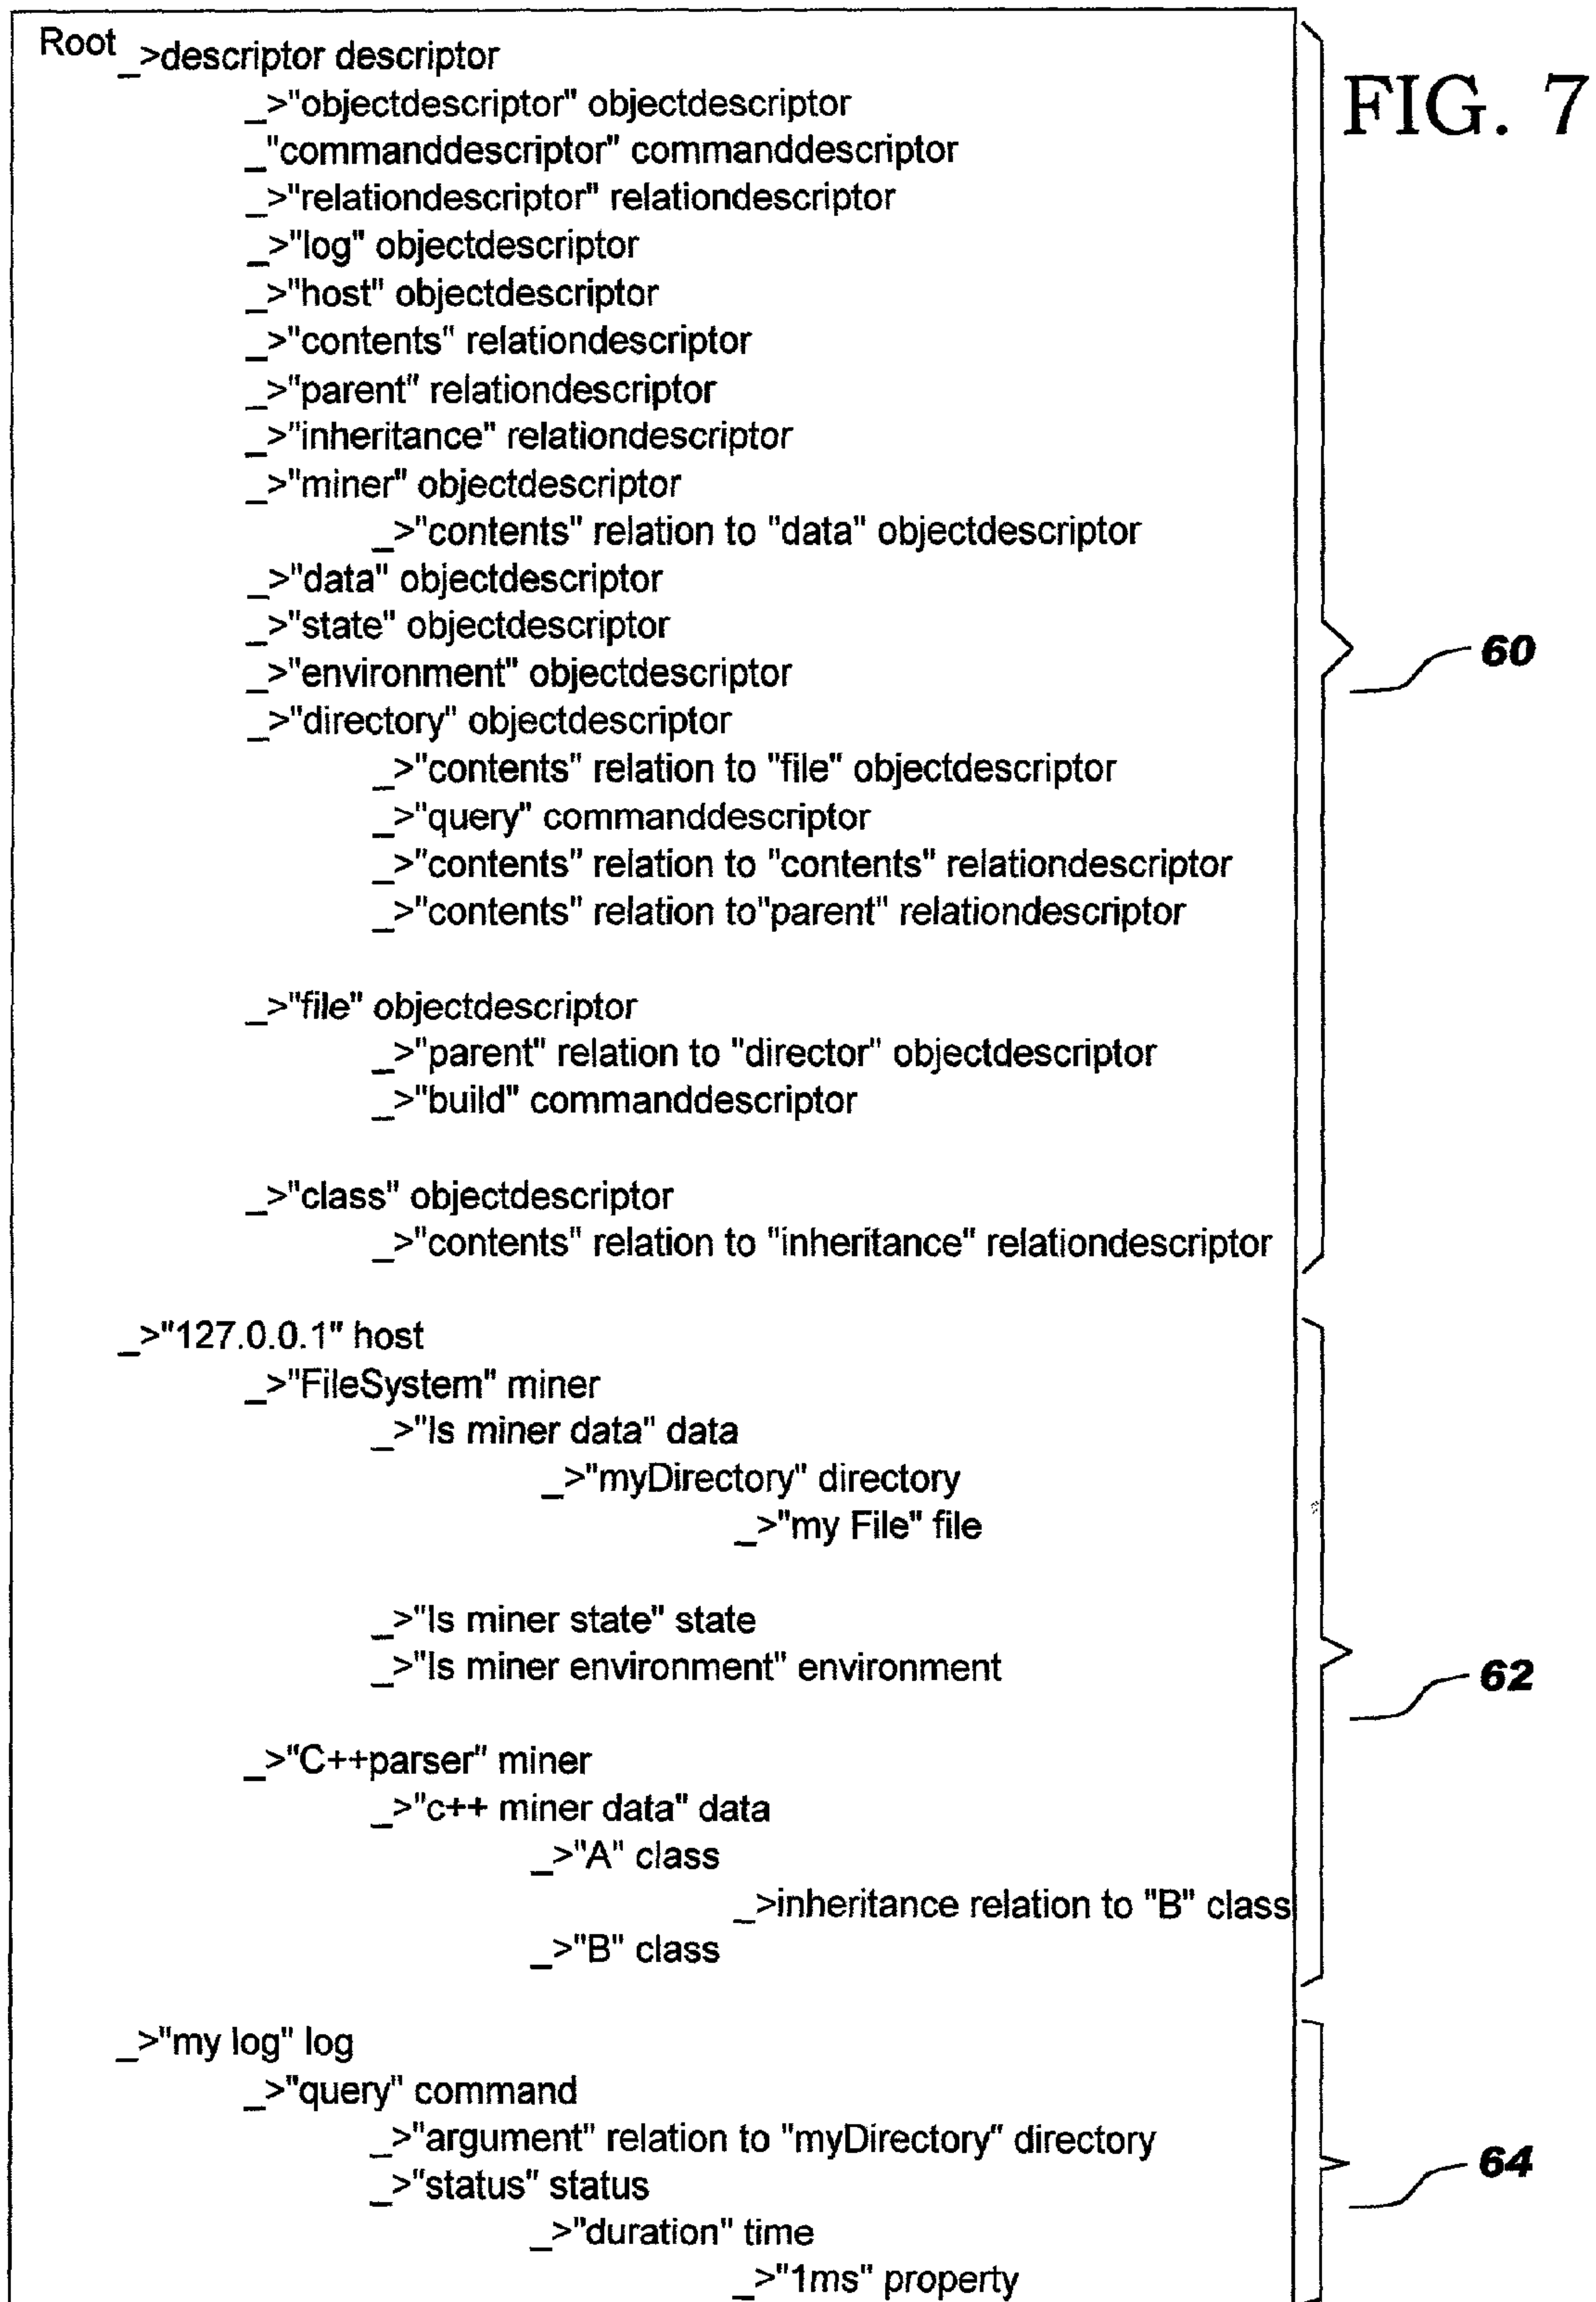 Root _>descriptor descriptor
FIG. 7
_>"objectdescriptor" objectdescriptor
_"commanddescriptor" commanddescriptor
_>"relationdescriptor" relationdescriptor
_>"log" objectdescriptor
_>"host" objectdescriptor
_>"contents" relationdescriptor
_>"parent" relationdescriptor
_>"inheritance" relationdescriptor
_>"miner" objectdescriptor
_>"contents" relation to "data" objectdescriptor
_>"data" objectdescriptor
_>"state" objectdescriptor
60
_>"environment" objectdescriptor
_>"directory" objectdescriptor
_>"contents" relation to "file" objectdescriptor
_>"query" commanddescriptor
_>"contents" relation to "contents" relationdescriptor
_>"contents" relation to"parent" relationdescriptor
_>"file" objectdescriptor
_>"parent" relation to "director" objectdescriptor
_>"build" commanddescriptor
_>"class" objectdescriptor
_>"contents" relation to "inheritance" relationdescriptor
_>"127.0.0.1" host
_>"FileSystem" miner
_>"ls miner data" data
_>"myDirectory" directory
_>"my File" file
_>"ls miner state" state
_>"ls miner environment" environment
62
_>"C++parser" miner
_>"c++ miner data" data
_>"A" class
_>inheritance relation to "B" class
_>"B" class
_>"my log" log
_>"query" command
_>"argument" relation to "myDirectory" directory
64
_>"status" status
_>"duration" time
_>"1ms" property